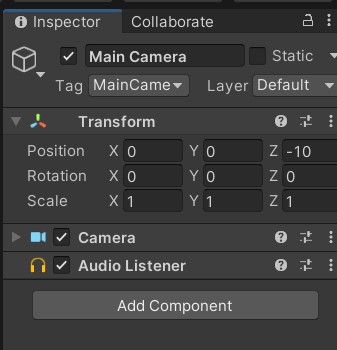 Inspector Collaborate
Main Camera Static
Tag MainCame Layer Default
Transform
Position X 0 Y 0 Z -10
Rotation X 0 Y 0 Z 0
Scale X 1 Y 1 Z 1
Camera
Audio Listener
Add Component